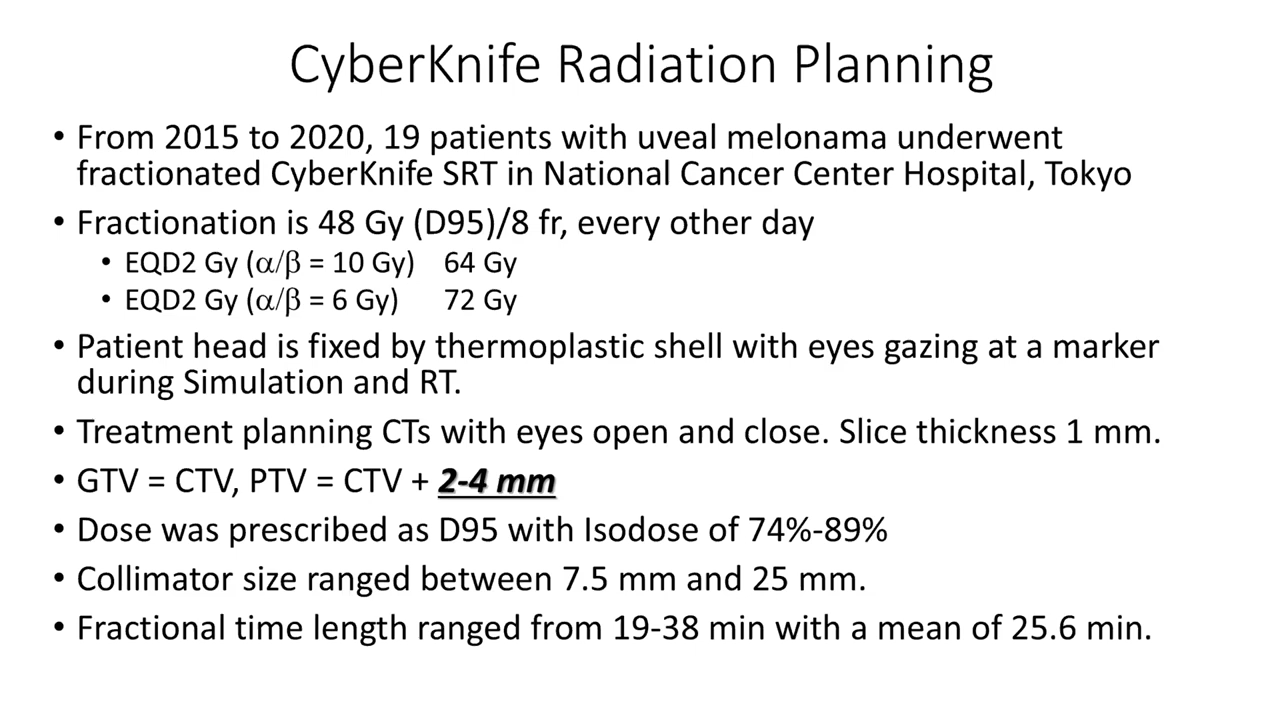 CyberKnife Radiation Planning
• From 2015 to 2020, 19 patients with uveal melonama underwent
fractionated CyberKnife SRT in National Cancer Center Hospital, Tokyo
• Fractionation is 48 Gy (D95)/8 fr, every other day
• EQD2 Gy (α/β = 10 Gy) 64 Gy
• EQD2 Gy (α/β = 6 Gy) 72 Gy
• Patient head is fixed by thermoplastic shell with eyes gazing at a marker
during Simulation and RT.
• Treatment planning CTs with eyes open and close. Slice thickness 1 mm.
• GTV = CTV, PTV = CTV + 2-4 mm
• Dose was prescribed as D95 with Isodose of 74%-89%
• Collimator size ranged between 7.5 mm and 25 mm.
• Fractional time length ranged from 19-38 min with a mean of 25.6 min.